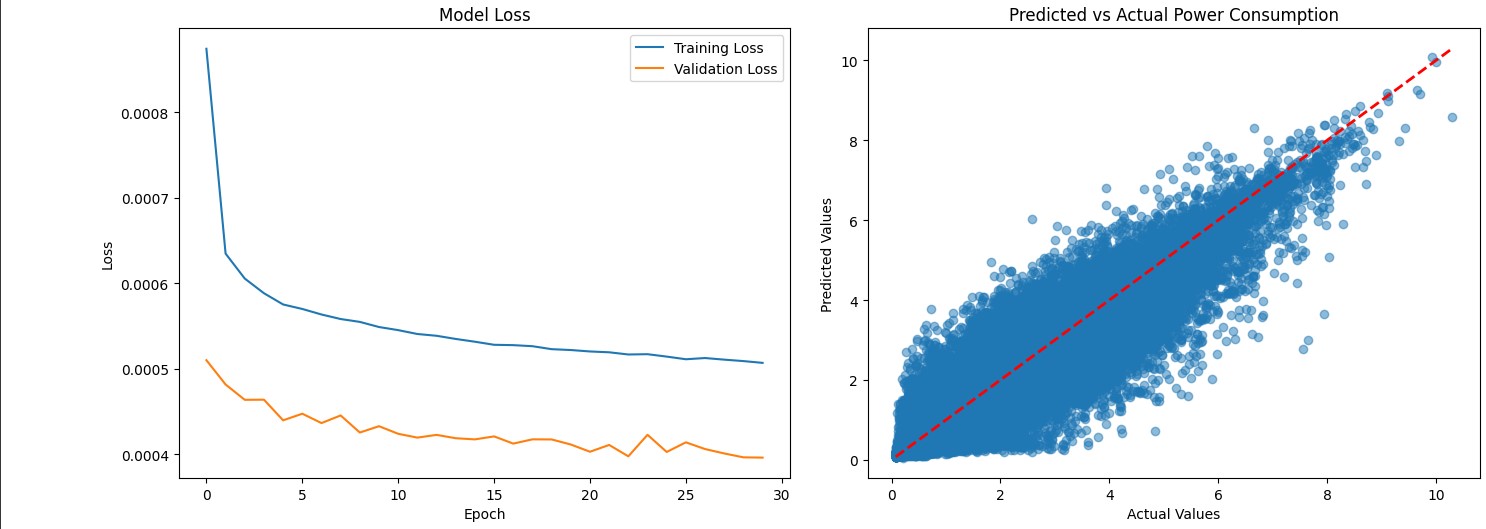 Model Loss
Training Loss
Validation Loss
0.0008
0.0007
0.0006
0.0005
0.0004
Loss
0 5 10 15 20 25 30
Epoch
Predicted vs Actual Power Consumption
10
8
6
4
2
0
Predicted Values
0 2 4 6 8 10
Actual Values